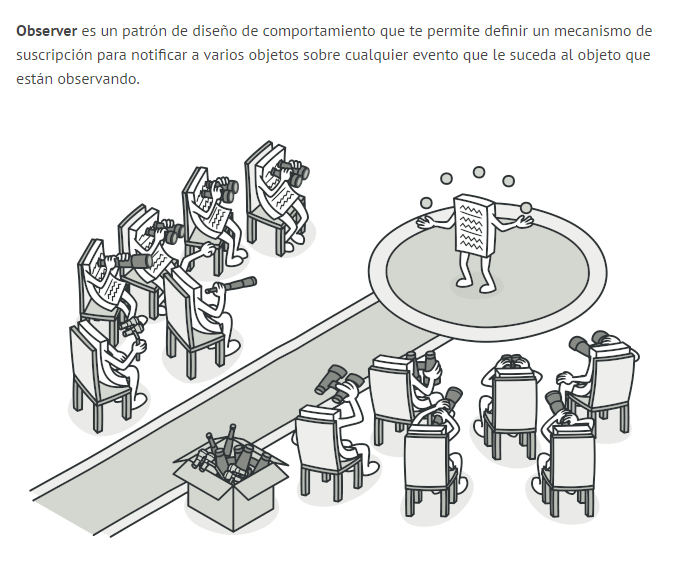 Observer es un patrón de diseño de comportamiento que te permite definir un mecanismo de
suscripción para notificar a varios objetos sobre cualquier evento que le suceda al objeto que
están observando.